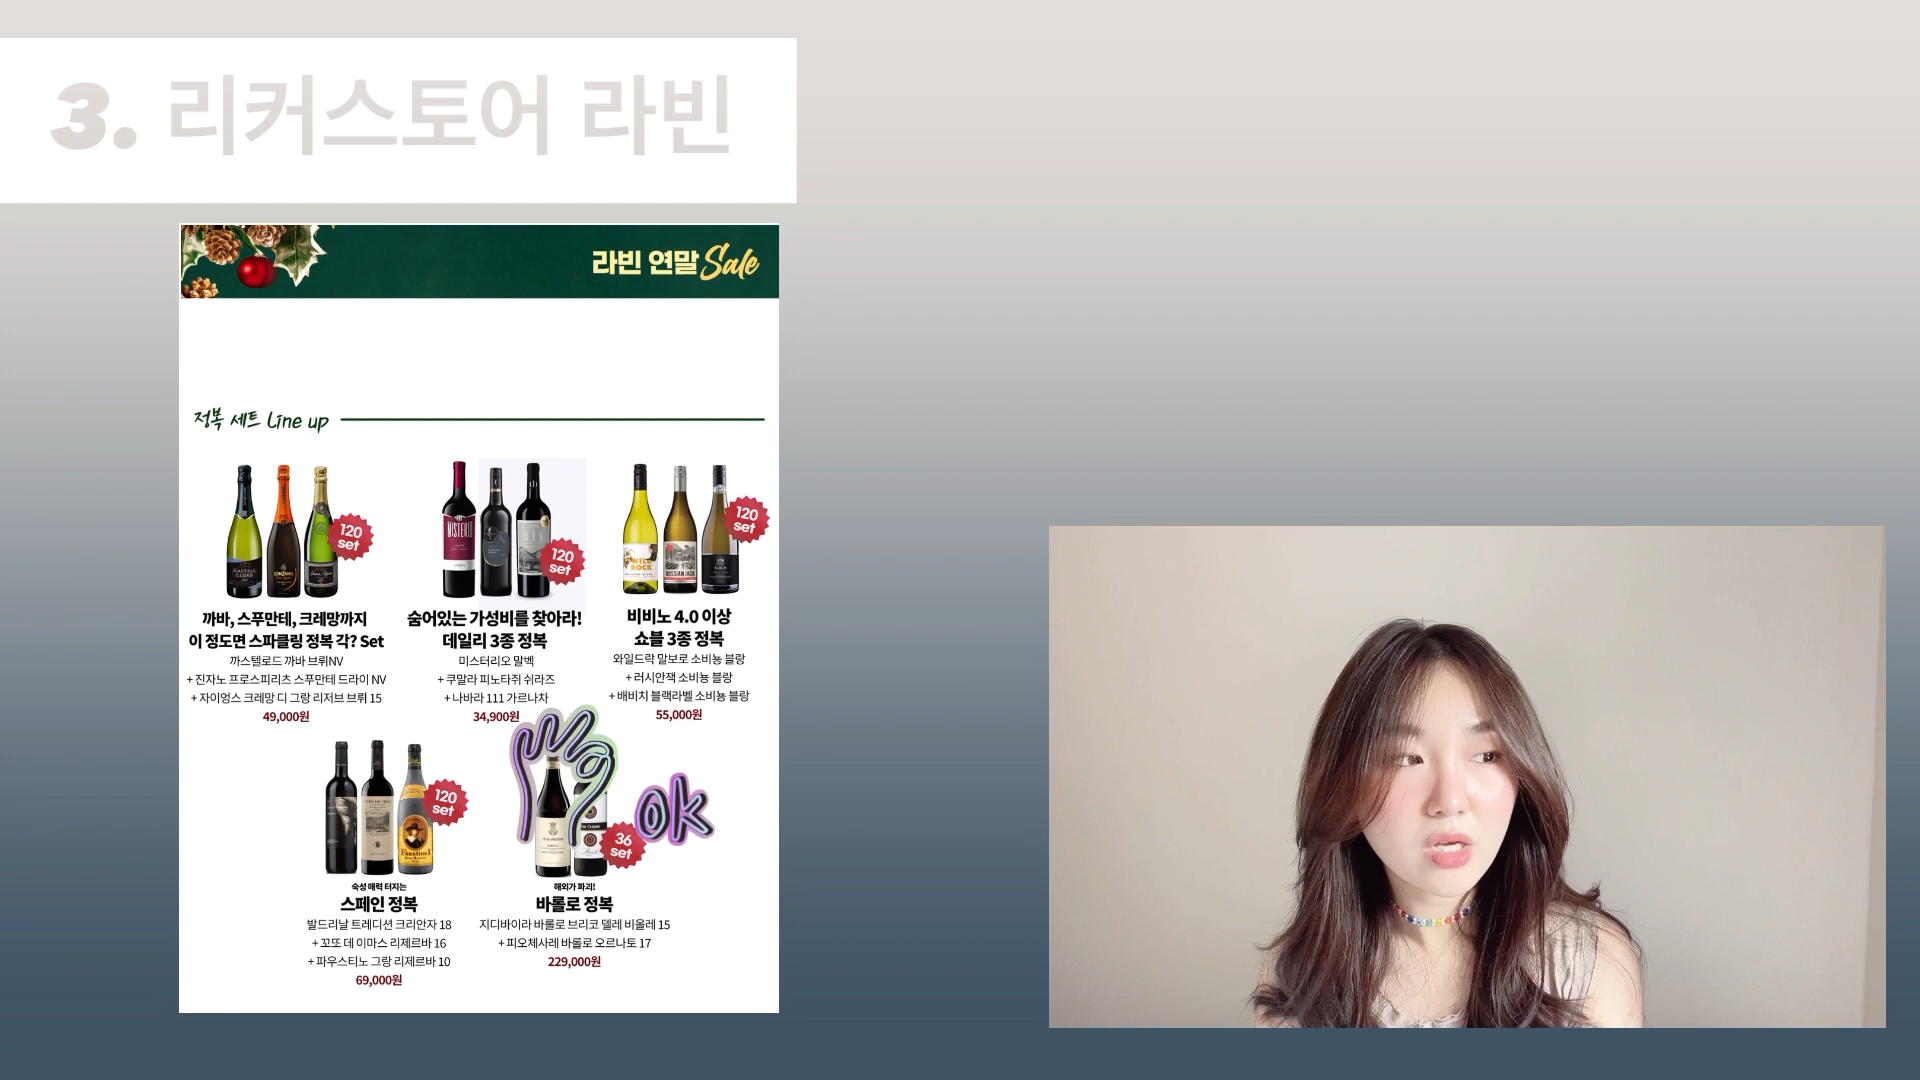 3. 리커스토어 라빈
라빈 연말 Sale
정복 세트 Line up
120 set
120 set
120 set
MISTERIO
CASTELL LLORD
CINZANO
WILD ROCK
RUSSIAN JACK
까바, 스푸만테, 크레망까지
이 정도면 스파클링 정복 각? Set
까스텔로드 까바 브뤼NV
+ 진자노 프로스피리츠 스푸만테 드라이 NV
+ 자이엉스 크레망 디 그랑 리저브 브뤼 15
49,000원
숨어있는 가성비를 찾아라!
데일리 3종 정복
미스터리오 말벡
+ 쿠말라 피노타쥐 쉬라즈
+ 나바라 111 가르나차
34,900원
비비노 4.0 이상
쇼블 3종 정복
와일드락 말보로 소비뇽 블랑
+ 러시안잭 소비뇽 블랑
+ 배비치 블랙라벨 소비뇽 블랑
55,000원
120 set
Faustino I
숙성 매력 터지는
스페인 정복
발드리날 트레디션 크리안자 18
+ 꼬또 데 이마스 리제르바 16
+ 파우스티노 그랑 리제르바 10
69,000원
ok
36 set
해외가 파괴!
바롤로 정복
지디바이라 바롤로 브리코 델레 비올레 15
+ 피오체사레 바롤로 오르나토 17
229,000원